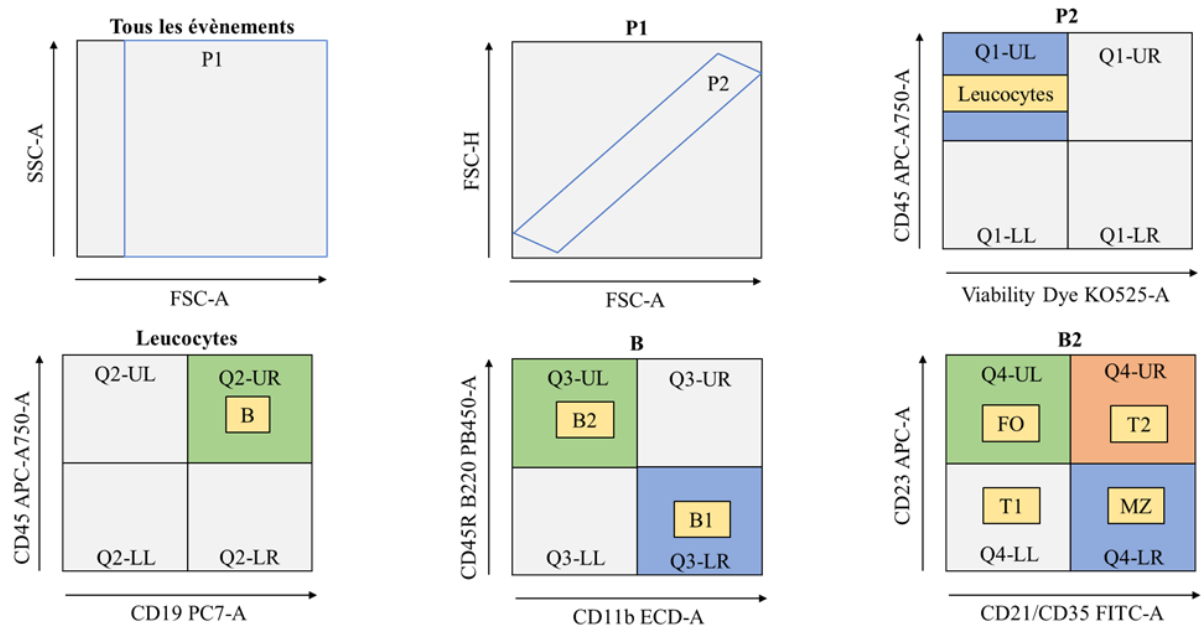 Tous les évènements
P1
SSC-A
FSC-A
P1
P2
FSC-H
FSC-A
P2
Q1-UL
Q1-UR
Leucocytes
Q1-LL
Q1-LR
CD45 APC-A750-A
Viability Dye KO525-A
Leucocytes
Q2-UL
Q2-UR
B
Q2-LL
Q2-LR
CD45 APC-A750-A
CD19 PC7-A
B
Q3-UL
Q3-UR
B2
B1
Q3-LL
Q3-LR
CD45R B220 PB450-A
CD11b ECD-A
B2
Q4-UL
Q4-UR
FO
T2
T1
MZ
Q4-LL
Q4-LR
CD23 APC-A
CD21/CD35 FITC-A